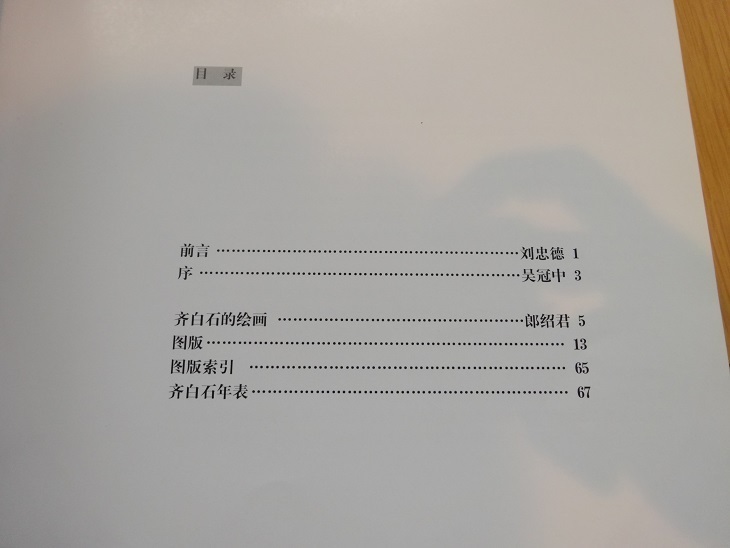 目 录
前言 ………………………………………………………刘忠德 1
序 …………………………………………………………吴冠中 3
齐白石的绘画 ……………………………………………郎绍君 5
图版………………………………………………………………… 13
图版索引 ………………………………………………………… 65
齐白石年表………………………………………………………… 67